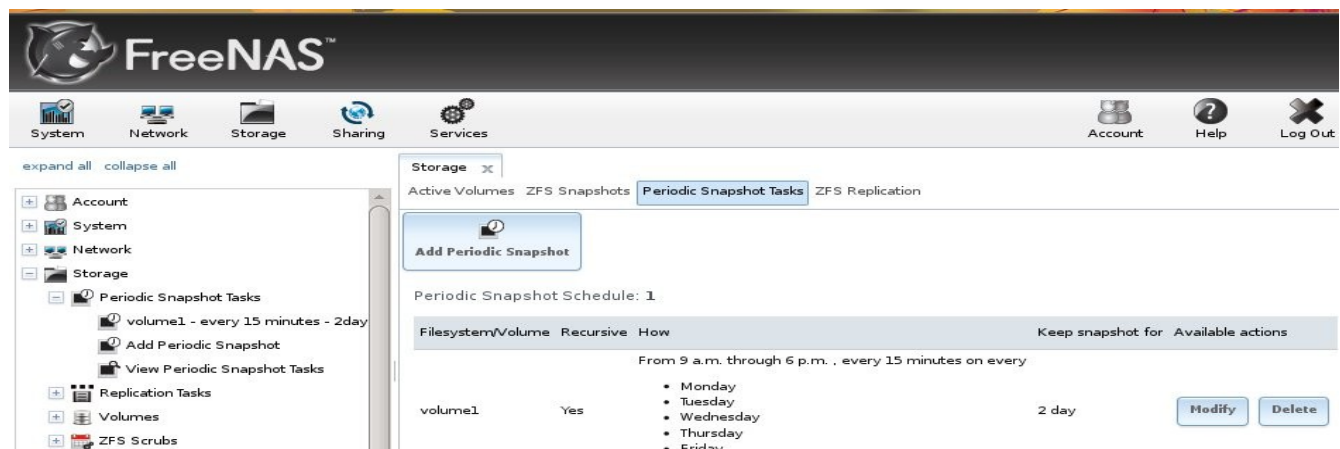 FreeNAS™
System Network Storage Sharing Services Account Help Log Out
expand all collapse all
Account
System
Network
Storage
Periodic Snapshot Tasks
volume1 - every 15 minutes - 2day
Add Periodic Snapshot
View Periodic Snapshot Tasks
Replication Tasks
Volumes
ZFS Scrubs
Storage x
Active Volumes ZFS Snapshots Periodic Snapshot Tasks ZFS Replication
Add Periodic Snapshot
Periodic Snapshot Schedule: 1
Filesystem/Volume Recursive How Keep snapshot for Available actions
From 9 a.m. through 6 p.m. , every 15 minutes on every
• Monday
• Tuesday
volume1 Yes • Wednesday 2 day Modify Delete
• Thursday
• Friday